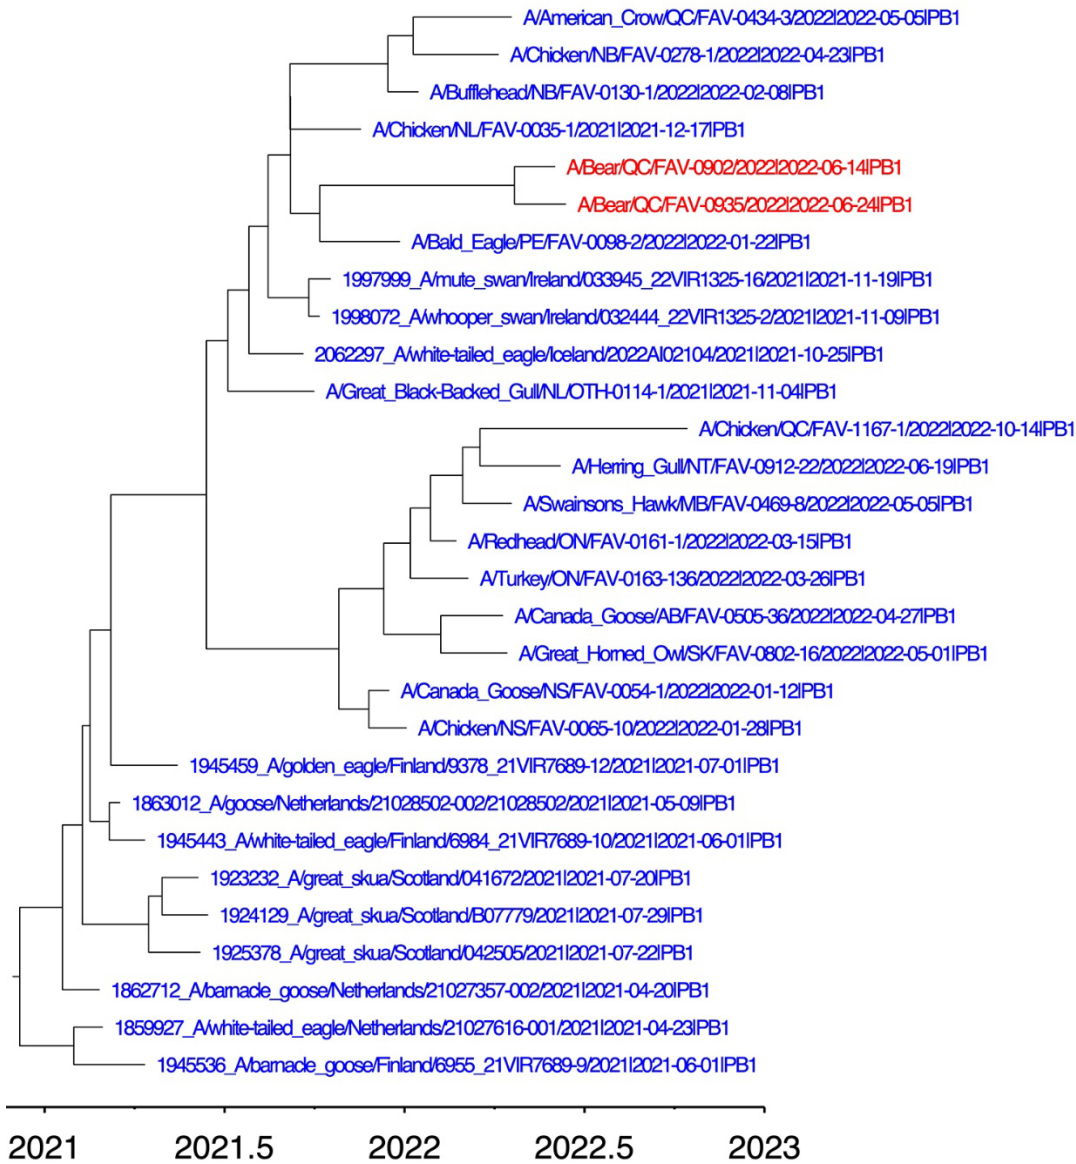 A/American_Crow/QC/FAV-0434-3/2022|2022-05-05|PB1
A/Chicken/NB/FAV-0278-1/2022|2022-04-23|PB1
A/Bufflehead/NB/FAV-0130-1/2022|2022-02-08|PB1
A/Chicken/NL/FAV-0035-1/2021|2021-12-17|PB1
A/Bear/QC/FAV-0902/2022|2022-06-14|PB1
A/Bear/QC/FAV-0935/2022|2022-06-24|PB1
A/Bald_Eagle/PE/FAV-0098-2/2022|2022-01-22|PB1
1997999_A/mute_swan/Ireland/033945_22VIR1325-16/2021|2021-11-19|PB1
1998072_A/whooper_swan/Ireland/032444_22VIR1325-2/2021|2021-11-09|PB1
2062297_A/white-tailed_eagle/Iceland/2022AI02104/2021|2021-10-25|PB1
A/Great_Black-Backed_Gull/NL/OTH-0114-1/2021|2021-11-04|PB1
A/Chicken/QC/FAV-1167-1/2022|2022-10-14|PB1
A/Herring_Gull/NT/FAV-0912-22/2022|2022-06-19|PB1
A/Swainsons_Hawk/MB/FAV-0469-8/2022|2022-05-05|PB1
A/Redhead/ON/FAV-0161-1/2022|2022-03-15|PB1
A/Turkey/ON/FAV-0163-136/2022|2022-03-26|PB1
A/Canada_Goose/AB/FAV-0505-36/2022|2022-04-27|PB1
A/Great_Horned_Owl/SK/FAV-0802-16/2022|2022-05-01|PB1
A/Canada_Goose/NS/FAV-0054-1/2022|2022-01-12|PB1
A/Chicken/NS/FAV-0065-10/2022|2022-01-28|PB1
1945459_A/golden_eagle/Finland/9378_21VIR7689-12/2021|2021-07-01|PB1
1863012_A/goose/Netherlands/21028502-002/21028502/2021|2021-05-09|PB1
1945443_A/white-tailed_eagle/Finland/6984_21VIR7689-10/2021|2021-06-01|PB1
1923232_A/great_skua/Scotland/041672/2021|2021-07-20|PB1
1924129_A/great_skua/Scotland/B07779/2021|2021-07-29|PB1
1925378_A/great_skua/Scotland/042505/2021|2021-07-22|PB1
1862712_A/barnacle_goose/Netherlands/21027357-002/2021|2021-04-20|PB1
1859927_A/white-tailed_eagle/Netherlands/21027616-001/2021|2021-04-23|PB1
1945536_A/barnacle_goose/Finland/6955_21VIR7689-9/2021|2021-06-01|PB1
2021 2021.5 2022 2022.5 2023